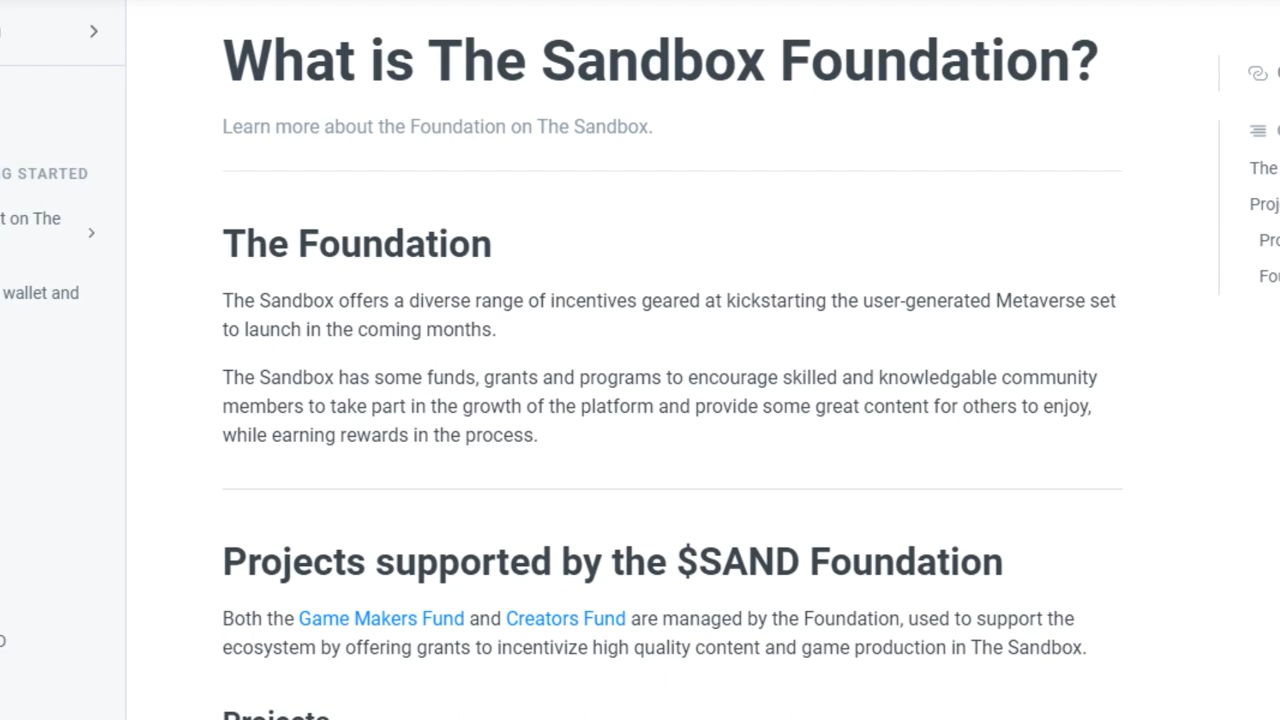 What is The Sandbox Foundation?
Learn more about the Foundation on The Sandbox.
STARTED
t on The
wallet and
The Foundation
The Sandbox offers a diverse range of incentives geared at kickstarting the user-generated Metaverse set
to launch in the coming months.
The Sandbox has some funds, grants and programs to encourage skilled and knowledgable community
members to take part in the growth of the platform and provide some great content for others to enjoy,
while earning rewards in the process.
Projects supported by the $SAND Foundation
Both the Game Makers Fund and Creators Fund are managed by the Foundation, used to support the
ecosystem by offering grants to incentivize high quality content and game production in The Sandbox.
Projects
The